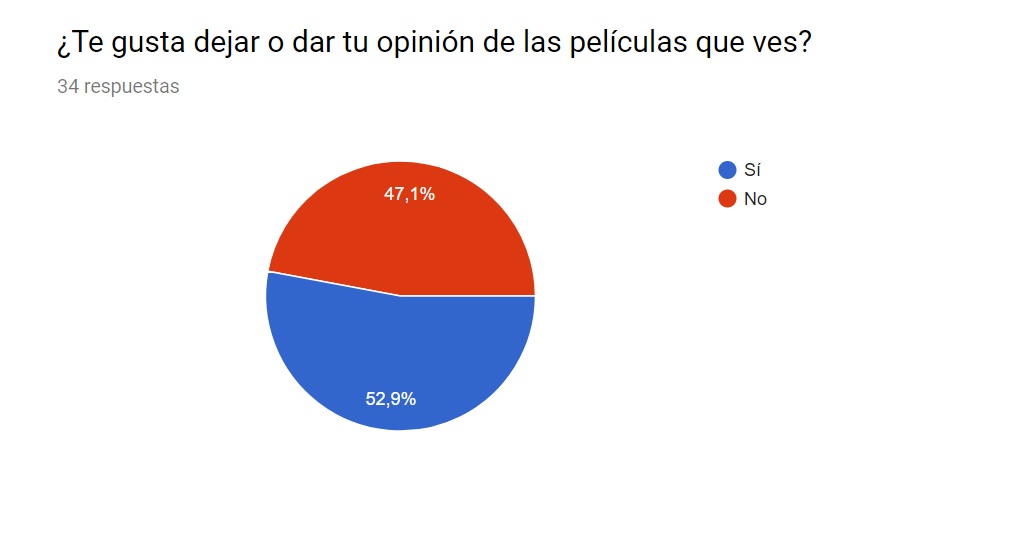 ¿Te gusta dejar o dar tu opinión de las películas que ves?
34 respuestas
Sí
No
47,1%
52,9%